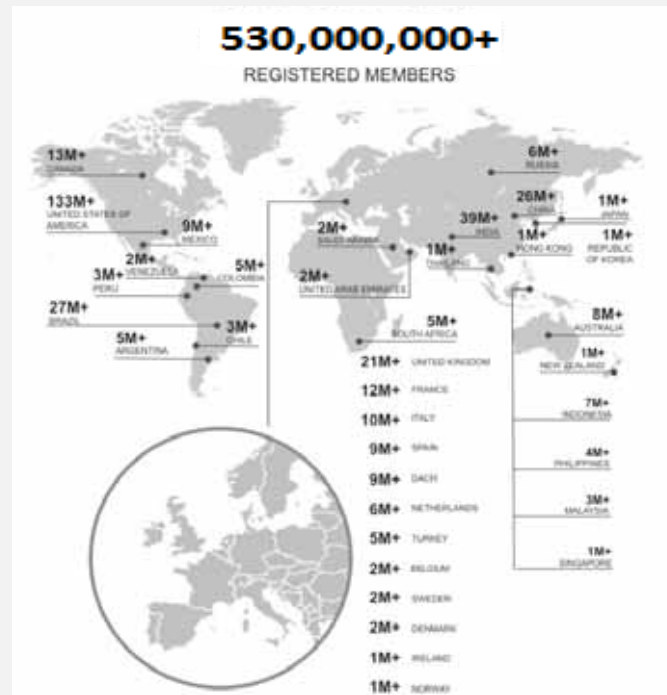 530,000,000+
REGISTERED MEMBERS
13M+
CANADA
133M+
UNITED STATES OF
AMERICA
9M+
MEXICO
2M+
VENEZUELA
5M+
COLOMBIA
3M+
PERU
27M+
BRAZIL
3M+
CHILE
5M+
ARGENTINA
6M+
RUSSIA
26M+
CHINA
1M+
JAPAN
39M+
INDIA
2M+
SAUDI ARABIA
1M+
THAILAND
1M+
HONG KONG
1M+
REPUBLIC
OF KOREA
2M+
UNITED ARAB EMIRATES
5M+
SOUTH AFRICA
8M+
AUSTRALIA
1M+
NEW ZEALAND
21M+ UNITED KINGDOM
12M+ FRANCE
10M+ ITALY
9M+ SPAIN
9M+ DACH
6M+ NETHERLANDS
5M+ TURKEY
2M+ BELGIUM
2M+ SWEDEN
2M+ DENMARK
1M+ IRELAND
1M+ NORWAY
7M+
INDONESIA
4M+
PHILIPPINES
3M+
MALAYSIA
1M+
SINGAPORE